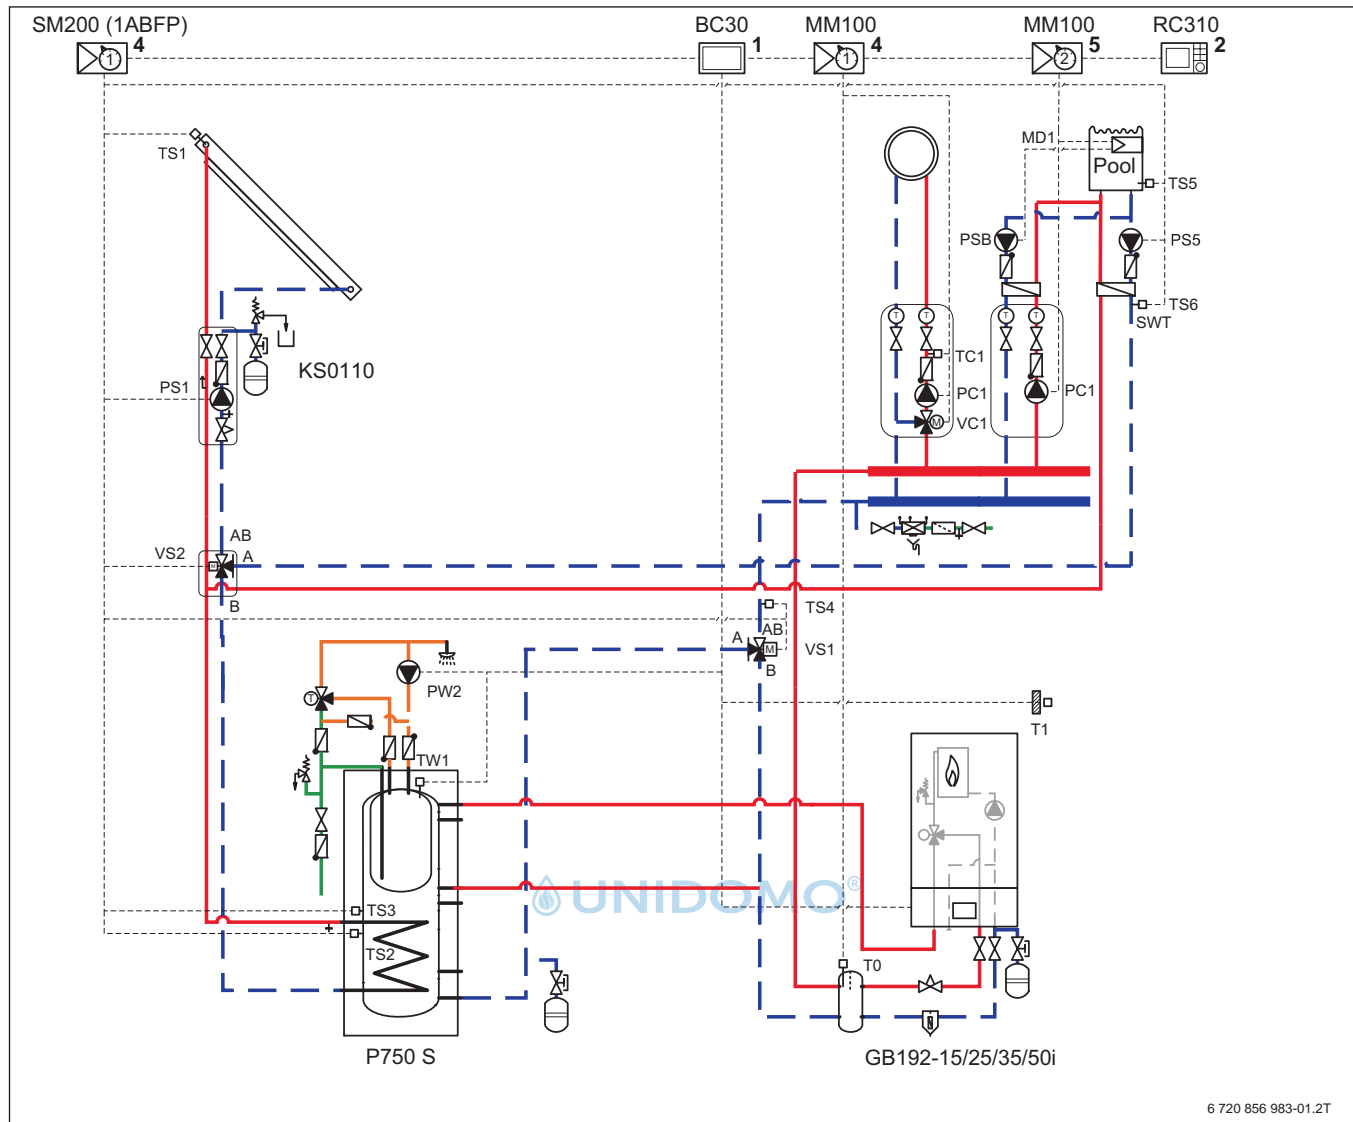 SM200 (1ABFP) BC30 MM100 MM100 RC310
4 1 4 5 2
1 1 2
TS1
MD1
Pool
TS5
PSB
PS5
TS6
SWT
T T T T
KS0110
TC1
PS1
PC1
PC1
VC1
M
AB
VS2
A
M
B
TS4
A
AB
VS1
M
B
PW2
T
T1
TW1
UNIDOMO®
TS3
TS2
T0
P750 S
GB192-15/25/35/50i
6 720 856 983-01.2T